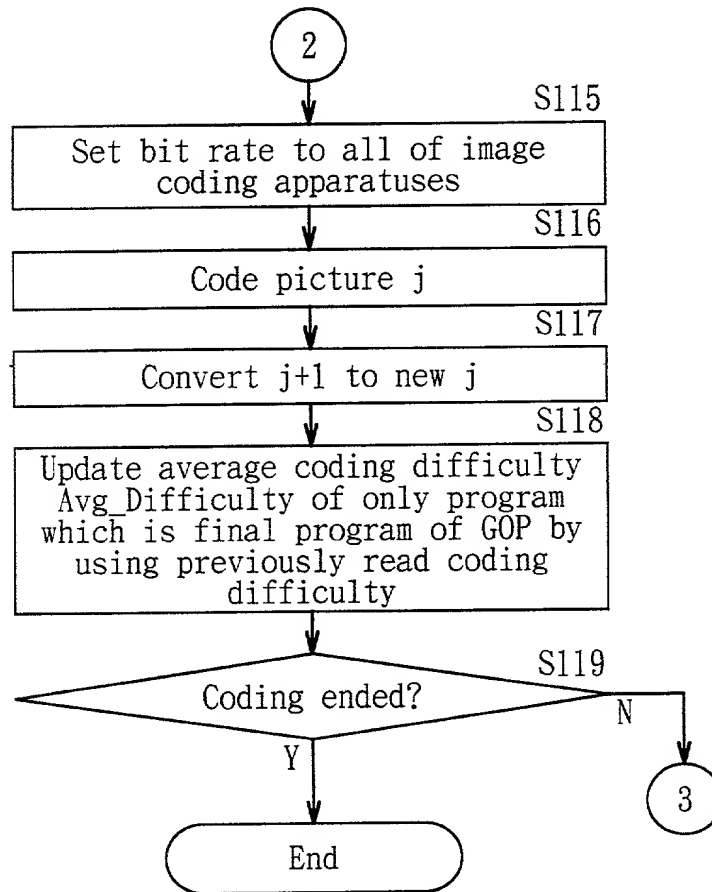 2
S115
Set bit rate to all of image
coding apparatuses
S116
Code picture j
S117
Convert j+1 to new j
S118
Update average coding difficulty
Avg_Difficulty of only program
which is final program of GOP by
using previously read coding
difficulty
S119
Coding ended?
N
Y
3
End